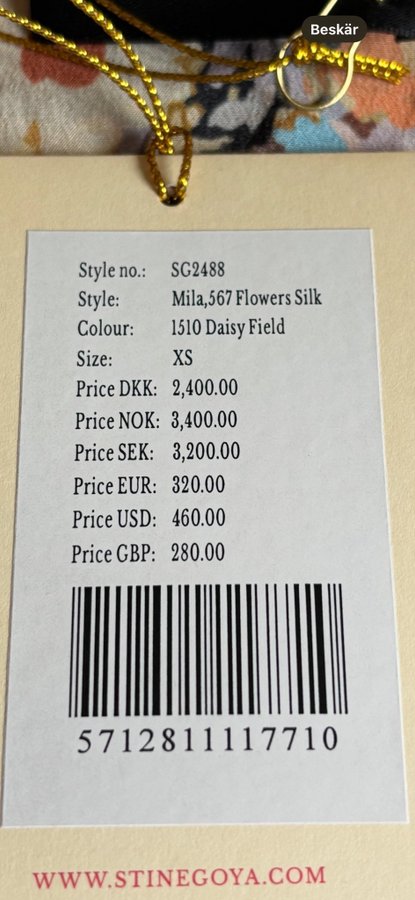 Beskär
Style no.: SG2488
Style: Mila,567 Flowers Silk
Colour: 1510 Daisy Field
Size: XS
Price DKK: 2,400.00
Price NOK: 3,400.00
Price SEK: 3,200.00
Price EUR: 320.00
Price USD: 460.00
Price GBP: 280.00
5712811117710
WWW.STINEGOYA.COM